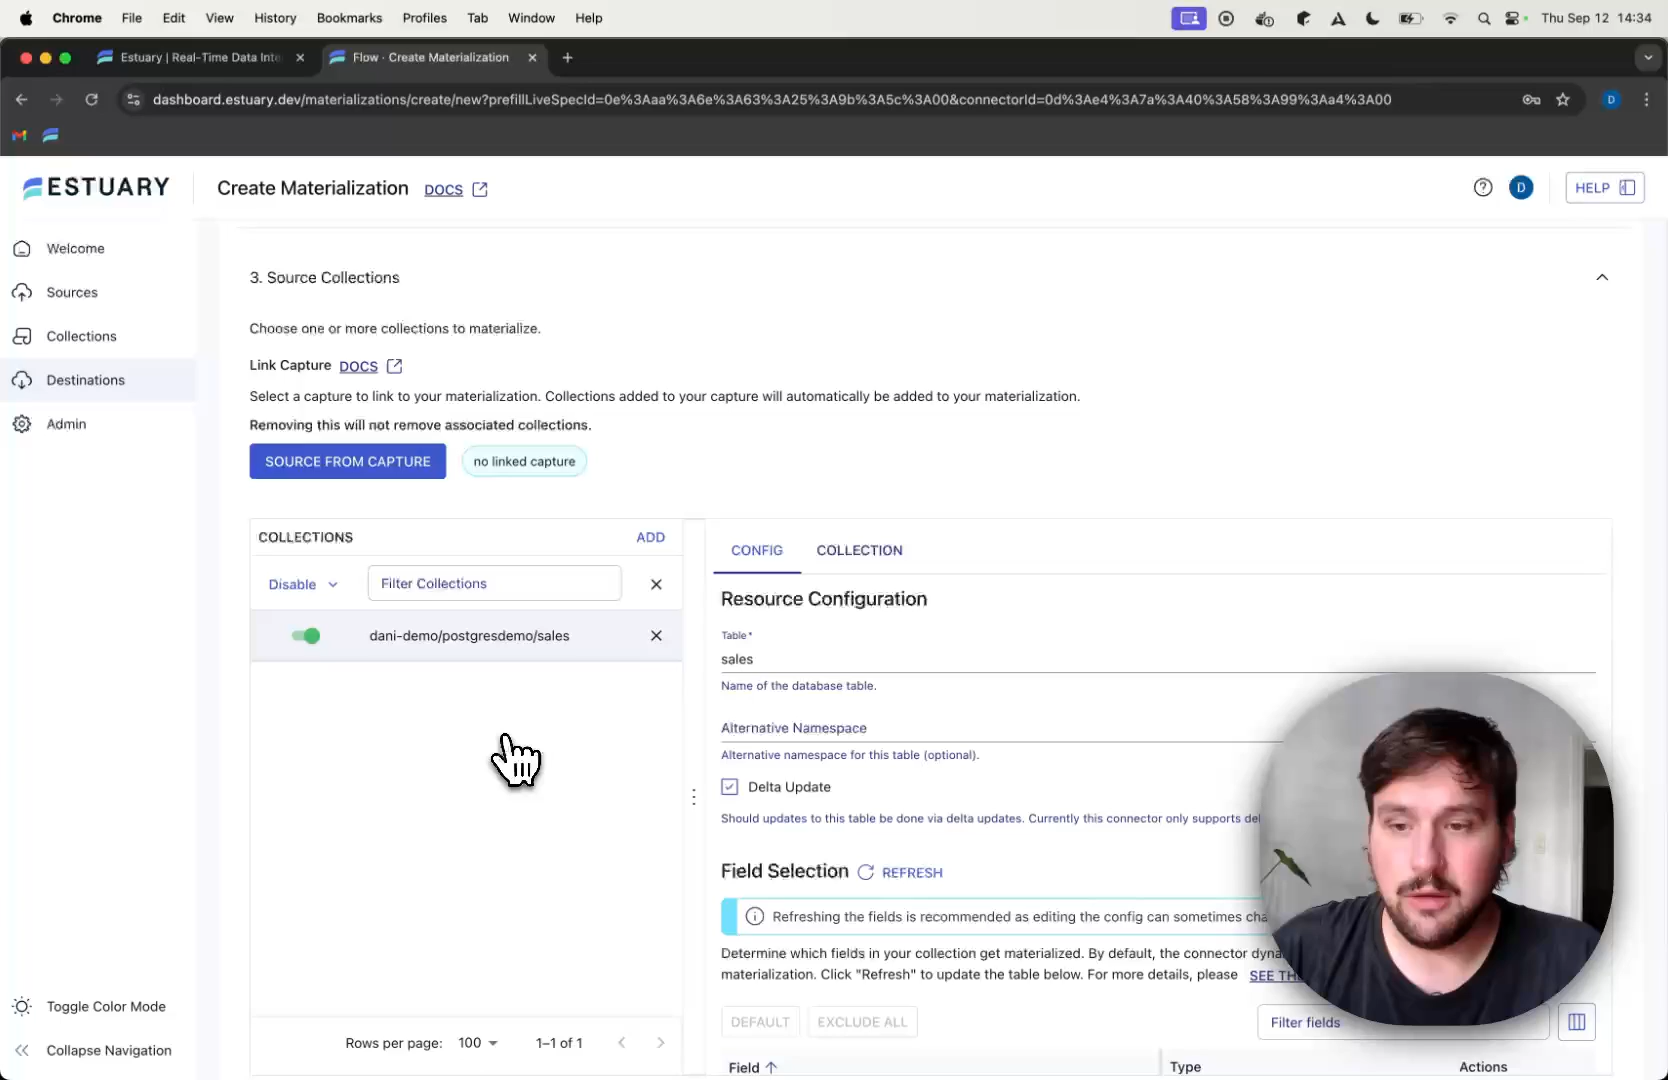 Chrome File Edit View History Bookmarks Profiles Tab Window Help Thu Sep 12 14:34
Estuary | Real-Time Data Inte Flow · Create Materialization
dashboard.estuary.dev/materializations/create/new?prefillLiveSpecId=0e%3Aaa%3A6e%3A63%3A25%3A9b%3A5c%3A00&connectorId=0d%3Ae4%3A7a%3A40%3A58%3A99%3Aa4%3A00 D
ESTUARY Create Materialization DOCS D HELP
Welcome
Sources
Collections
Destinations
Admin
Toggle Color Mode
Collapse Navigation
3. Source Collections
Choose one or more collections to materialize.
Link Capture DOCS
Select a capture to link to your materialization. Collections added to your capture will automatically be added to your materialization.
Removing this will not remove associated collections.
SOURCE FROM CAPTURE no linked capture
COLLECTIONS ADD
Disable Filter Collections
dani-demo/postgresdemo/sales
Rows per page: 100 1–1 of 1
CONFIG COLLECTION
Resource Configuration
Table *
sales
Name of the database table.
Alternative Namespace
Alternative namespace for this table (optional).
Delta Update
Should updates to this table be done via delta updates. Currently this connector only supports del
Field Selection REFRESH
Refreshing the fields is recommended as editing the config can sometimes cha
Determine which fields in your collection get materialized. By default, the connector dyna
materialization. Click "Refresh" to update the table below. For more details, please SEE TH
DEFAULT EXCLUDE ALL Filter fields
Field Type Actions